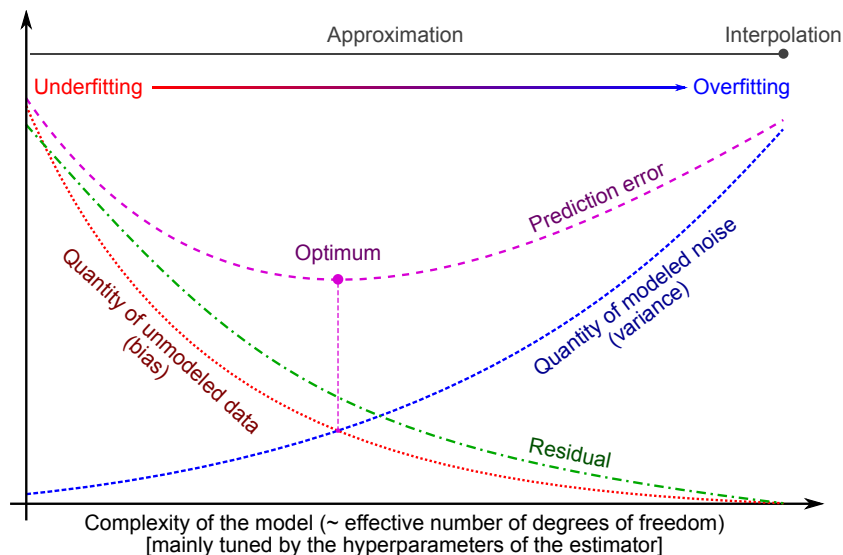 Approximation
Interpolation
Underfitting
Overfitting
Prediction error
Optimum
Quantity of unmodeled data
(bias)
Quantity of modeled noise
(variance)
Residual
Complexity of the model (~ effective number of degrees of freedom)
[mainly tuned by the hyperparameters of the estimator]